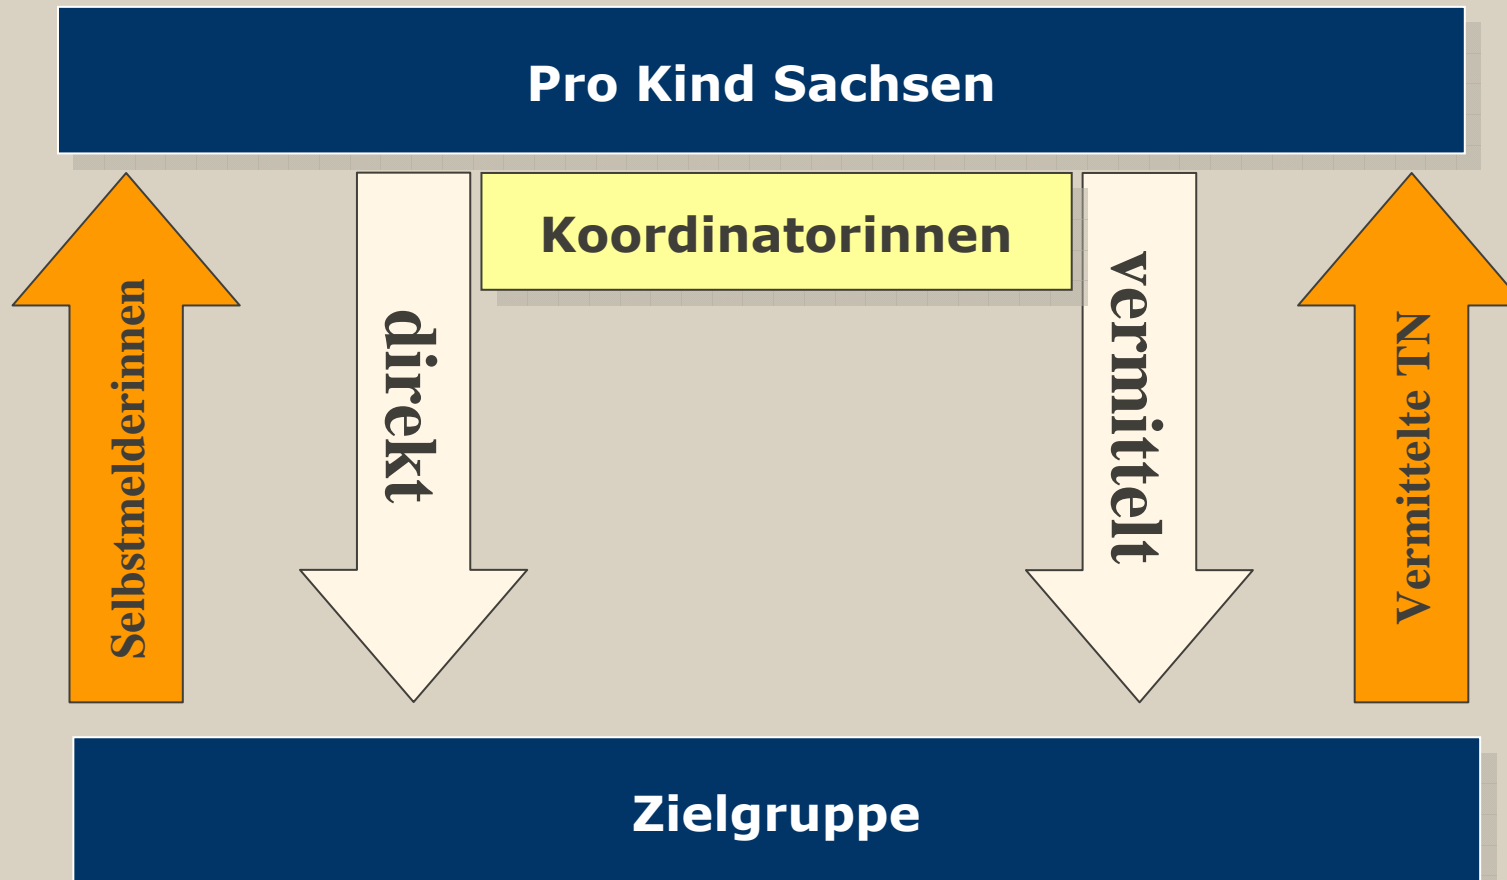 Pro Kind Sachsen
Koordinatorinnen
Selbstmelderinnen
direkt
vermittelt
Vermittelte TN
Zielgruppe